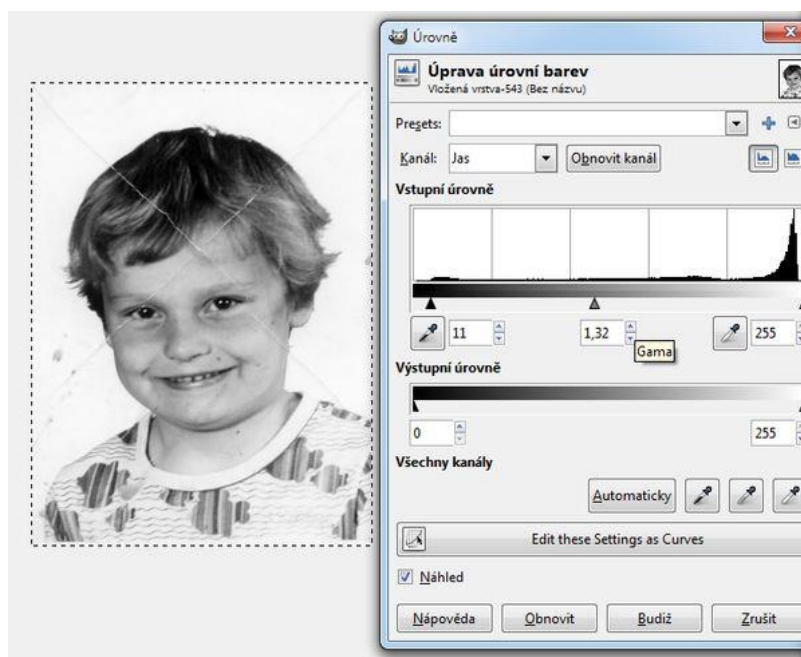 Úrovně
Úprava úrovní barev
Vložená vrstva-543 (Bez názvu)
Presets:
Kanál: Jas Obnovit kanál
Vstupní úrovně
11 1,32 255
Gama
Výstupní úrovně
0 255
Všechny kanály
Automaticky
Edit these Settings as Curves
Náhled
Nápověda Obnovit Budiž Zrušit